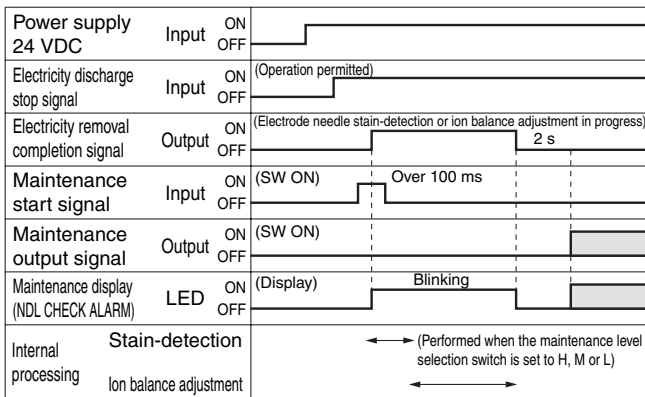 Power supply
24 VDC
Input
ON
OFF
Electricity discharge
stop signal
Input
ON
OFF
(Operation permitted)
Electricity removal
completion signal
Output
ON
OFF
(Electrode needle stain-detection or ion balance adjustment in progress)
2 s
Maintenance
start signal
Input
ON
OFF
(SW ON)
Over 100 ms
Maintenance
output signal
Output
ON
OFF
(SW ON)
Maintenance display
(NDL CHECK ALARM)
LED
ON
OFF
(Display)
Blinking
Internal
processing
Stain-detection
(Performed when the maintenance level
selection switch is set to H, M or L)
Ion balance adjustment